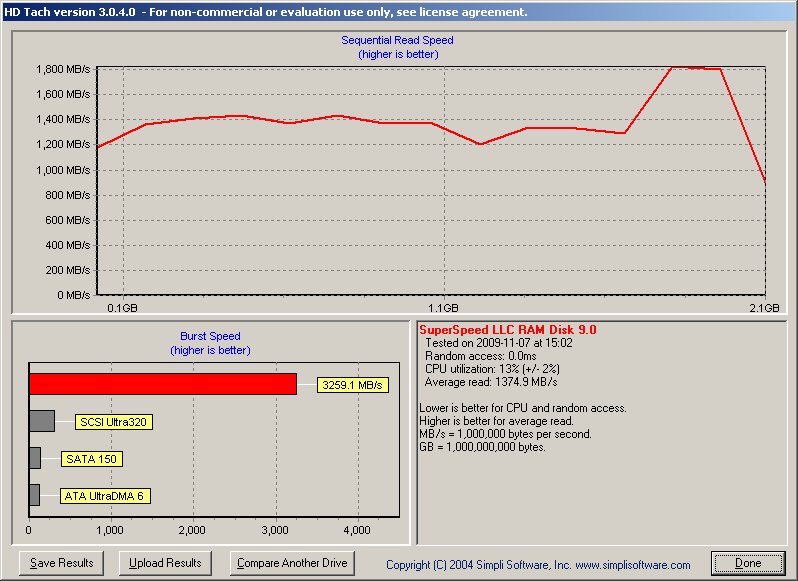 HD Tach version 3.0.4.0 - For non-commercial or evaluation use only, see license agreement.
Sequential Read Speed
(higher is better)
1,800 MB/s
1,600 MB/s
1,400 MB/s
1,200 MB/s
1,000 MB/s
800 MB/s
600 MB/s
400 MB/s
200 MB/s
0 MB/s
0.1GB 1.1GB 2.1GB
Burst Speed
(higher is better)
3259.1 MB/s
SCSI Ultra320
SATA 150
ATA UltraDMA 6
0 1,000 2,000 3,000 4,000
SuperSpeed LLC RAM Disk 9.0
Tested on 2009-11-07 at 15:02
Random access: 0.0ms
CPU utilization: 13% (+/- 2%)
Average read: 1374.9 MB/s
Lower is better for CPU and random access.
Higher is better for average read.
MB/s = 1,000,000 bytes per second.
GB = 1,000,000,000 bytes.
Save Results Upload Results Compare Another Drive Copyright (C) 2004 Simpli Software, Inc. www.simplisoftware.com Done